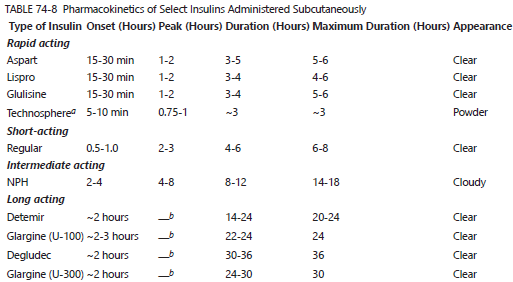 TABLE 74-8 Pharmacokinetics of Select Insulins Administered Subcutaneously
Type of Insulin Onset (Hours) Peak (Hours) Duration (Hours) Maximum Duration (Hours) Appearance
Rapid acting
Aspart 15-30 min 1-2 3-5 5-6 Clear
Lispro 15-30 min 1-2 3-4 4-6 Clear
Glulisine 15-30 min 1-2 3-4 5-6 Clear
Technosphereᵃ 5-10 min 0.75-1 ~3 ~3 Powder
Short-acting
Regular 0.5-1.0 2-3 4-6 6-8 Clear
Intermediate acting
NPH 2-4 4-8 8-12 14-18 Cloudy
Long acting
Detemir ~2 hours —ᵇ 14-24 20-24 Clear
Glargine (U-100) ~2-3 hours —ᵇ 22-24 24 Clear
Degludec ~2 hours —ᵇ 30-36 36 Clear
Glargine (U-300) ~2 hours —ᵇ 24-30 30 Clear